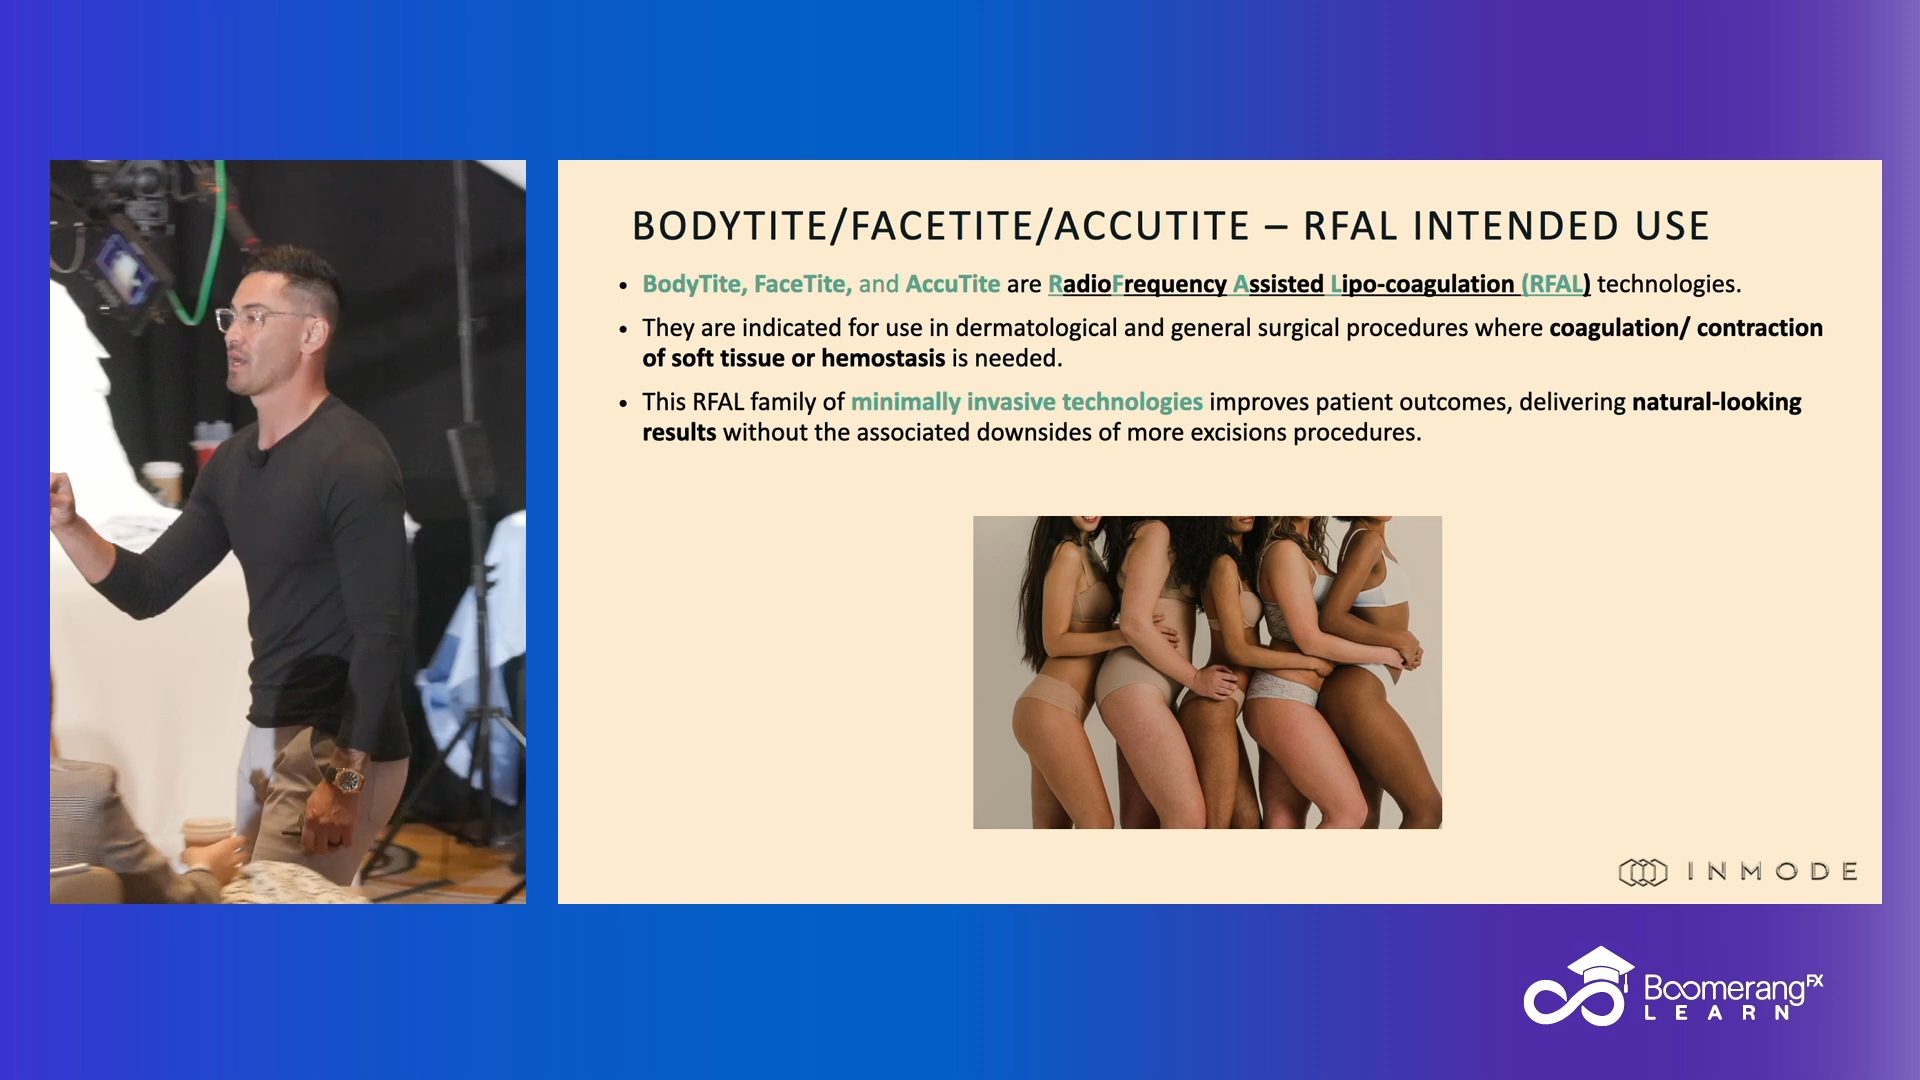 BODYTITE/FACETITE/ACCUTITE – RFAL INTENDED USE
• BodyTite, FaceTite, and AccuTite are RadioFrequency Assisted Lipo-coagulation (RFAL) technologies.
• They are indicated for use in dermatological and general surgical procedures where coagulation/ contraction
of soft tissue or hemostasis is needed.
• This RFAL family of minimally invasive technologies improves patient outcomes, delivering natural-looking
results without the associated downsides of more excisions procedures.
INMODE
BoomerangFX
LEARN